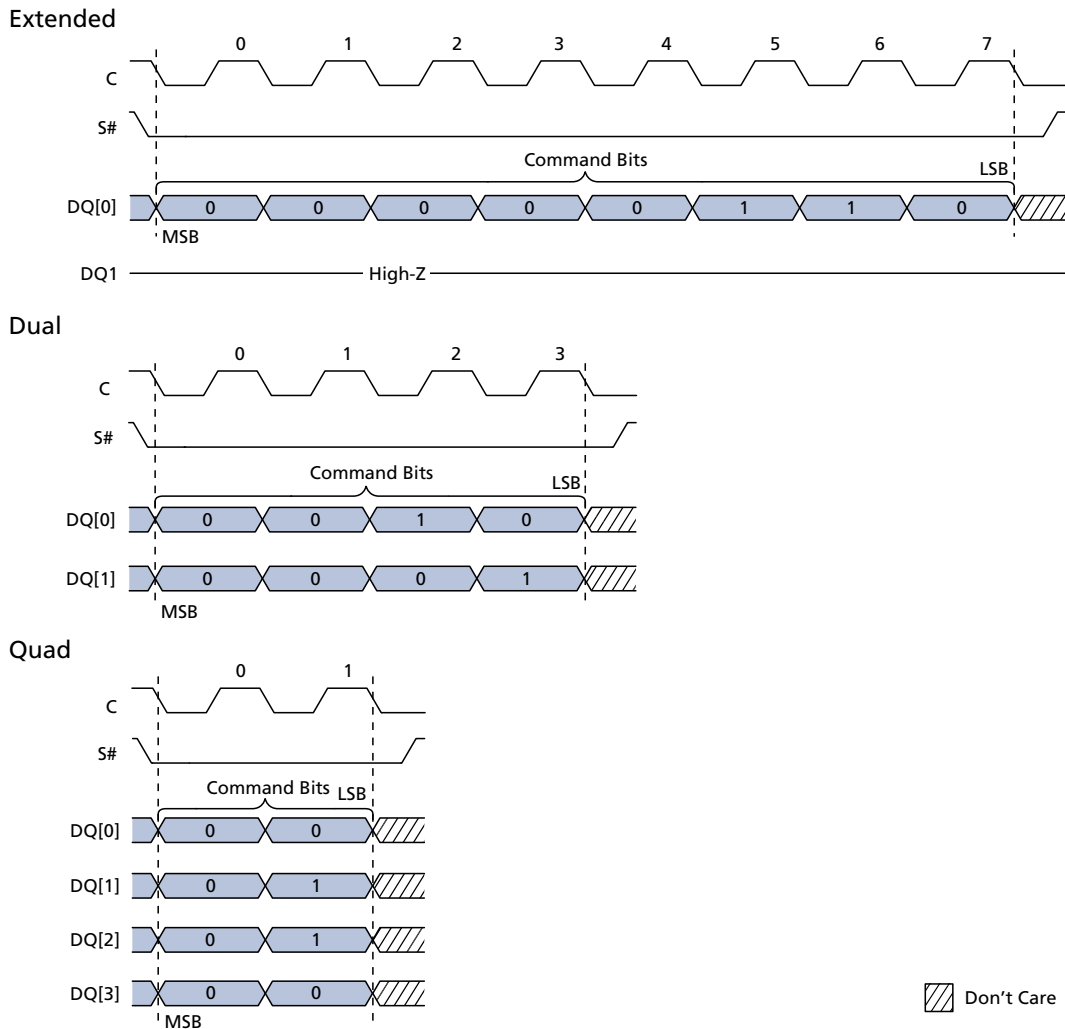 Extended
0 1 2 3 4 5 6 7
C
S#
Command Bits
LSB
DQ[0] 0 0 0 0 0 1 1 0
MSB
DQ1 High-Z
Dual
0 1 2 3
C
S#
Command Bits
LSB
DQ[0] 0 0 1 0
DQ[1] 0 0 0 1
MSB
Quad
0 1
C
S#
Command Bits LSB
DQ[0] 0 0
DQ[1] 0 1
DQ[2] 0 1
DQ[3] 0 0
MSB
Don't Care